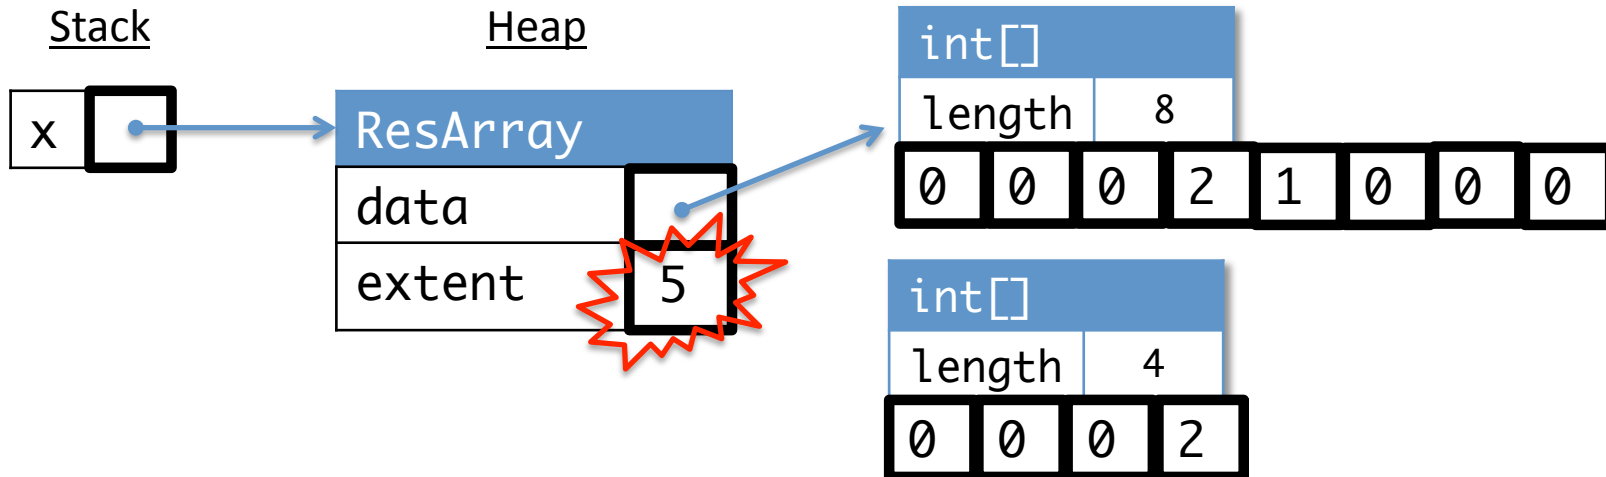 Stack
Heap
x
ResArray
data
extent 5
int[]
length 8
0 0 0 2 1 0 0 0
int[]
length 4
0 0 0 2